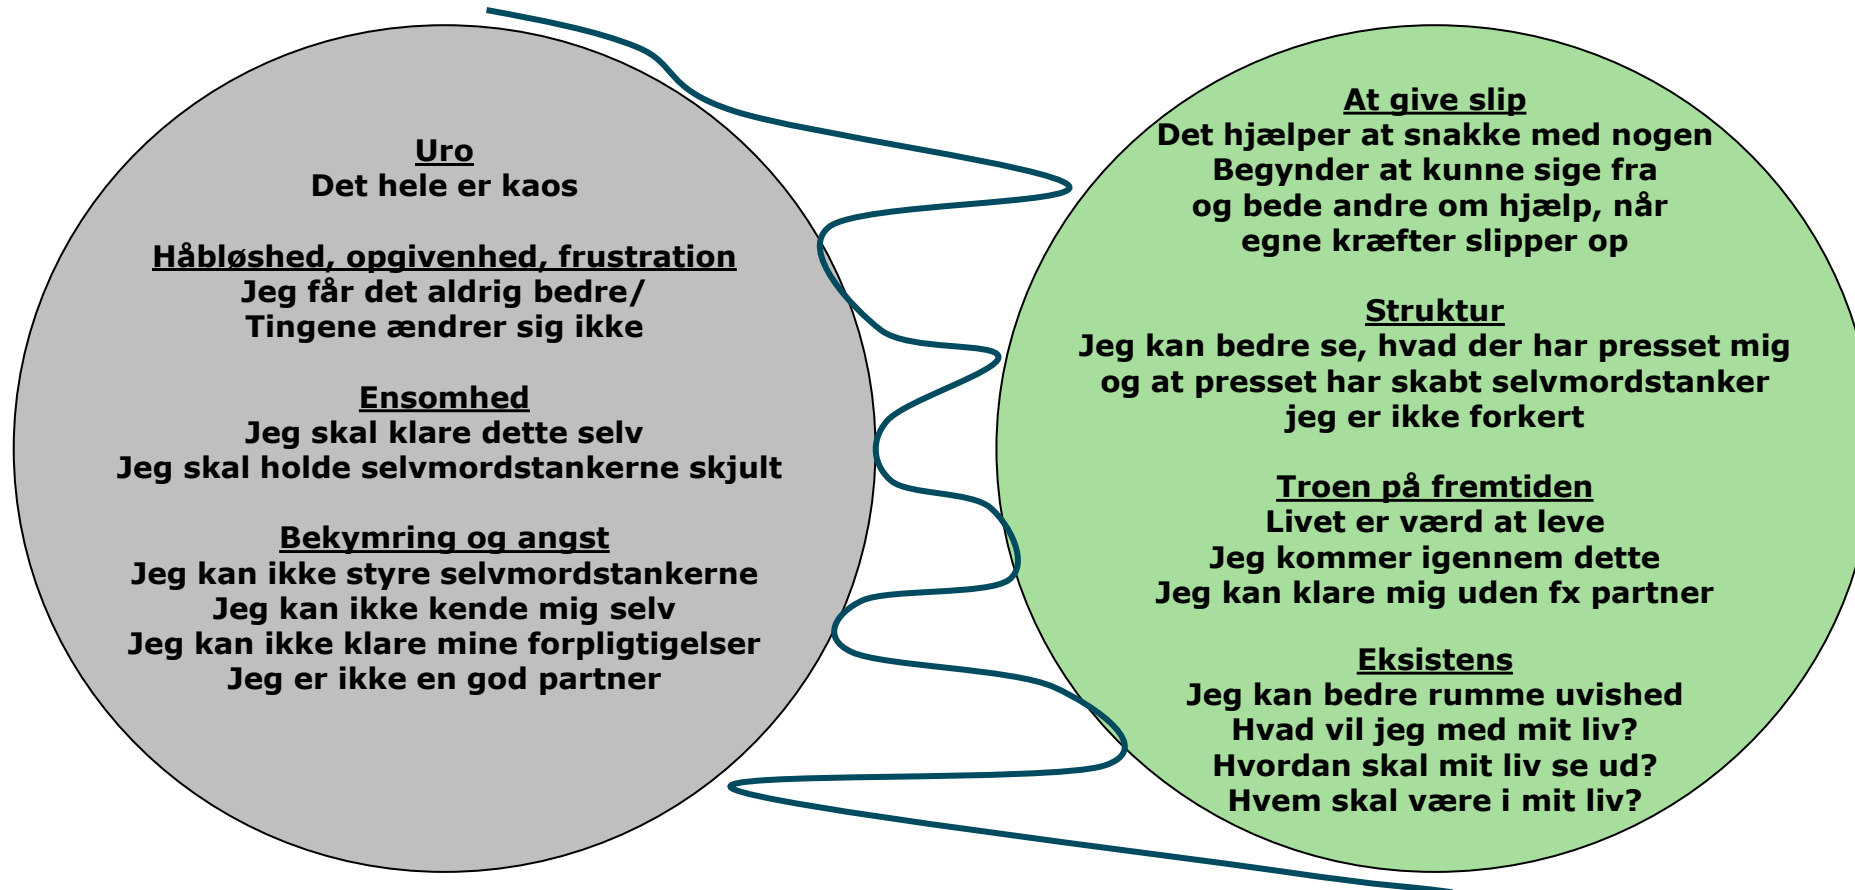 Uro
Det hele er kaos
Håbløshed, opgivenhed, frustration
Jeg får det aldrig bedre/
Tingene ændrer sig ikke
Ensomhed
Jeg skal klare dette selv
Jeg skal holde selvmordstankerne skjult
Bekymring og angst
Jeg kan ikke styre selvmordstankerne
Jeg kan ikke kende mig selv
Jeg kan ikke klare mine forpligtigelser
Jeg er ikke en god partner
At give slip
Det hjælper at snakke med nogen
Begynder at kunne sige fra
og bede andre om hjælp, når
egne kræfter slipper op
Struktur
Jeg kan bedre se, hvad der har presset mig
og at presset har skabt selvmordstanker
jeg er ikke forkert
Troen på fremtiden
Livet er værd at leve
Jeg kommer igennem dette
Jeg kan klare mig uden fx partner
Eksistens
Jeg kan bedre rumme uvished
Hvad vil jeg med mit liv?
Hvordan skal mit liv se ud?
Hvem skal være i mit liv?